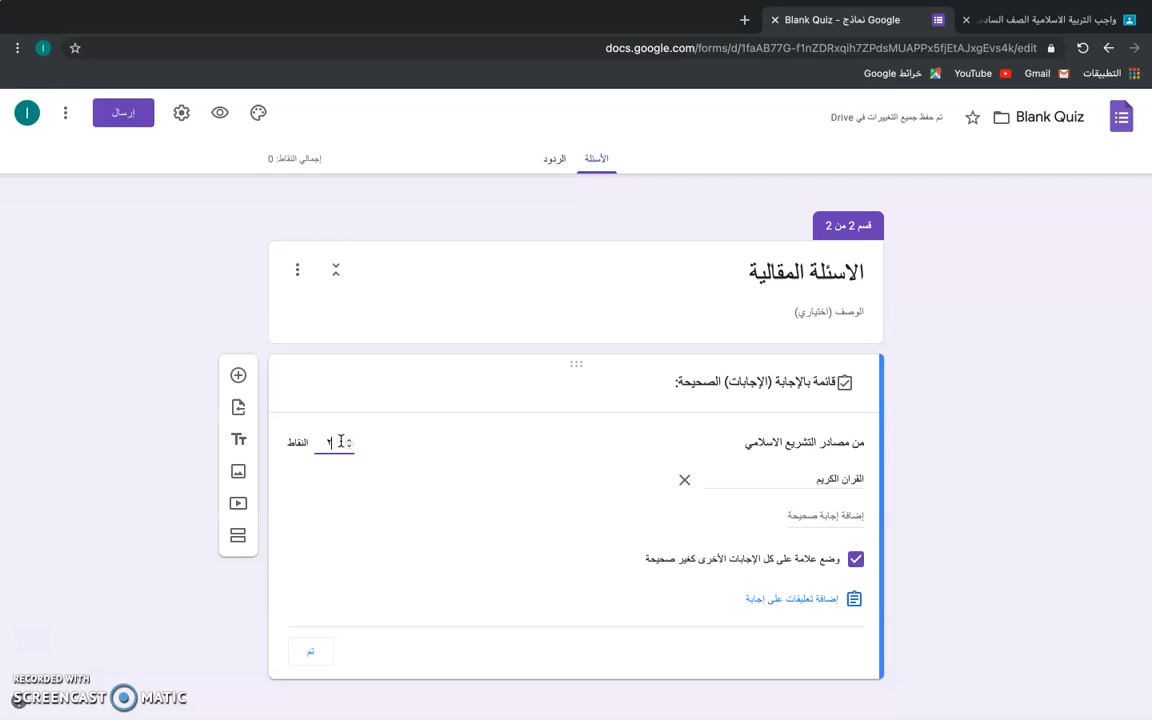 واجب التربية الاسلامية الصف السادس
Blank Quiz - نماذج Google
docs.google.com/forms/d/1faAB77G-f1nZDRxqih7ZPdsMUAPPx5fjEtAJxgEvs4k/edit
التطبيقات Gmail YouTube خرائط Google
Blank Quiz
تم حفظ جميع التغييرات في Drive
إرسال
I
I
الأسئلة الردود إجمالي النقاط: 0
قسم 2 من 2
الاسئلة المقالية
الوصف (اختياري)
قائمة بالإجابة (الإجابات) الصحيحة:
من مصادر التشريع الاسلامي ٢ النقاط
القران الكريم
إضافة إجابة صحيحة
وضع علامة على كل الإجابات الأخرى كغير صحيحة
إضافة تعليقات على إجابة
تم
Tт
RECORDED WITH
SCREENCAST MATIC